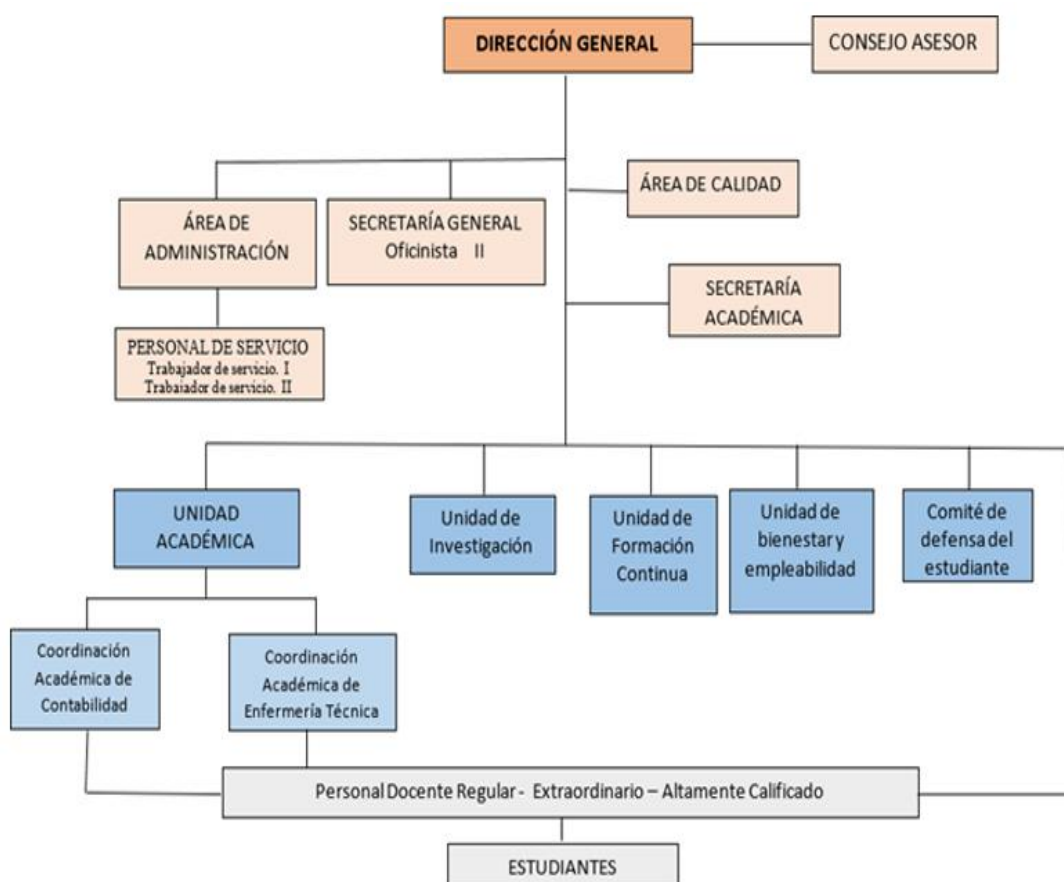 DIRECCIÓN GENERAL
CONSEJO ASESOR
ÁREA DE CALIDAD
ÁREA DE
ADMINISTRACIÓN
SECRETARÍA GENERAL
Oficinista II
SECRETARÍA
ACADÉMICA
PERSONAL DE SERVICIO
Trabajador de servicio. I
Trabajador de servicio. II
UNIDAD
ACADÉMICA
Unidad de
Investigación
Unidad de
Formación
Continua
Unidad de
bienestar y
empleabilidad
Comité de
defensa del
estudiante
Coordinación
Académica de
Contabilidad
Coordinación
Académica de
Enfermería Técnica
Personal Docente Regular - Extraordinario – Altamente Calificado
ESTUDIANTES